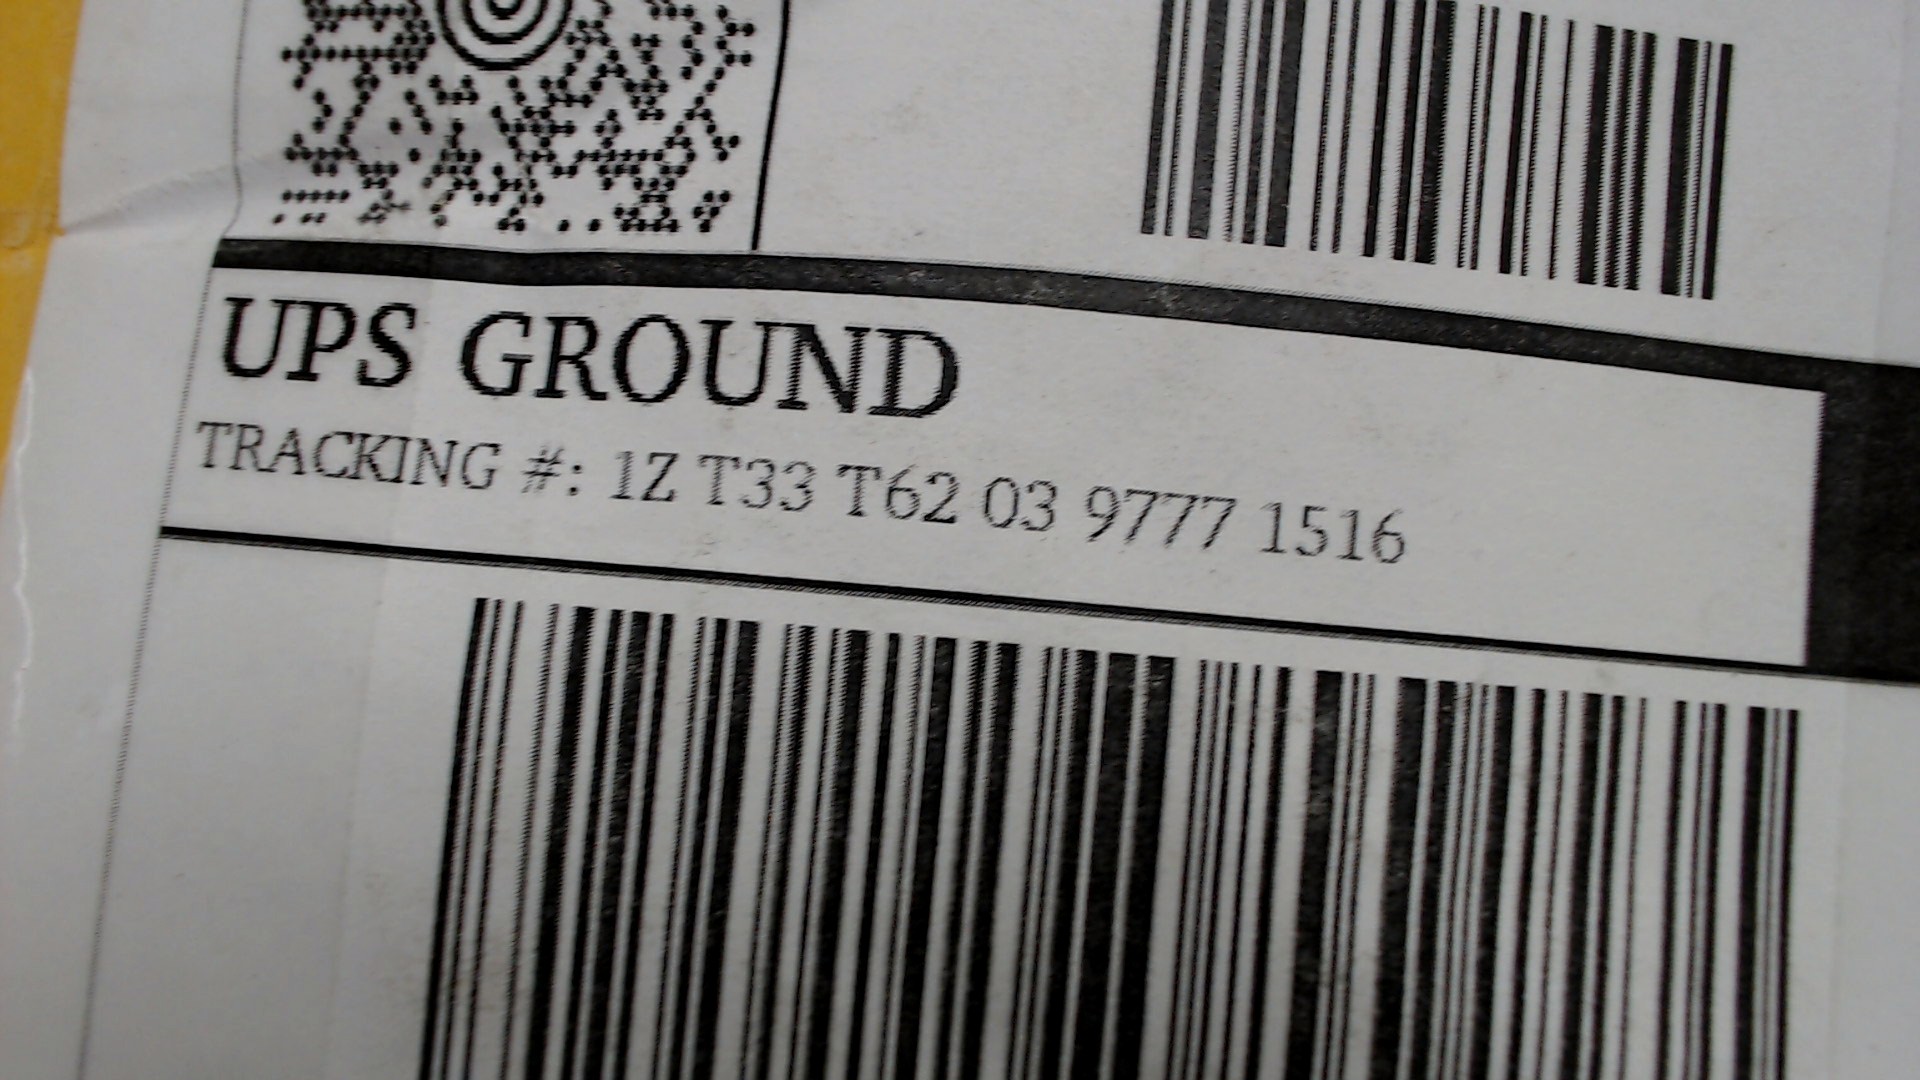 UPS GROUND
TRACKING #: 1Z T33 T62 03 9777 1516